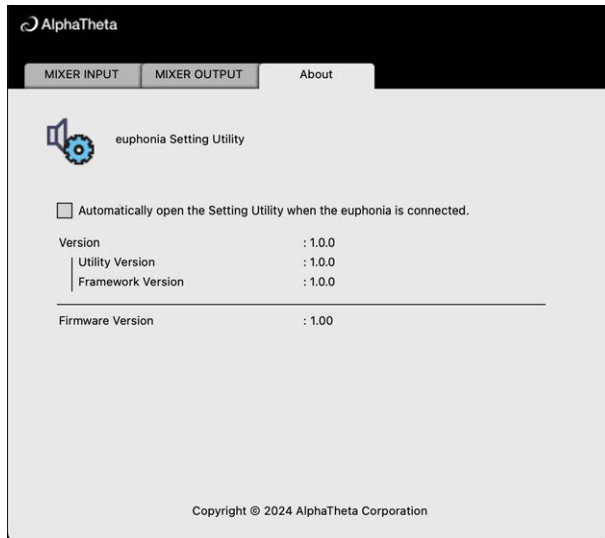 AlphaTheta
MIXER INPUT MIXER OUTPUT About
euphonia Setting Utility
Automatically open the Setting Utility when the euphonia is connected.
Version : 1.0.0
Utility Version : 1.0.0
Framework Version : 1.0.0
Firmware Version : 1.00
Copyright © 2024 AlphaTheta Corporation